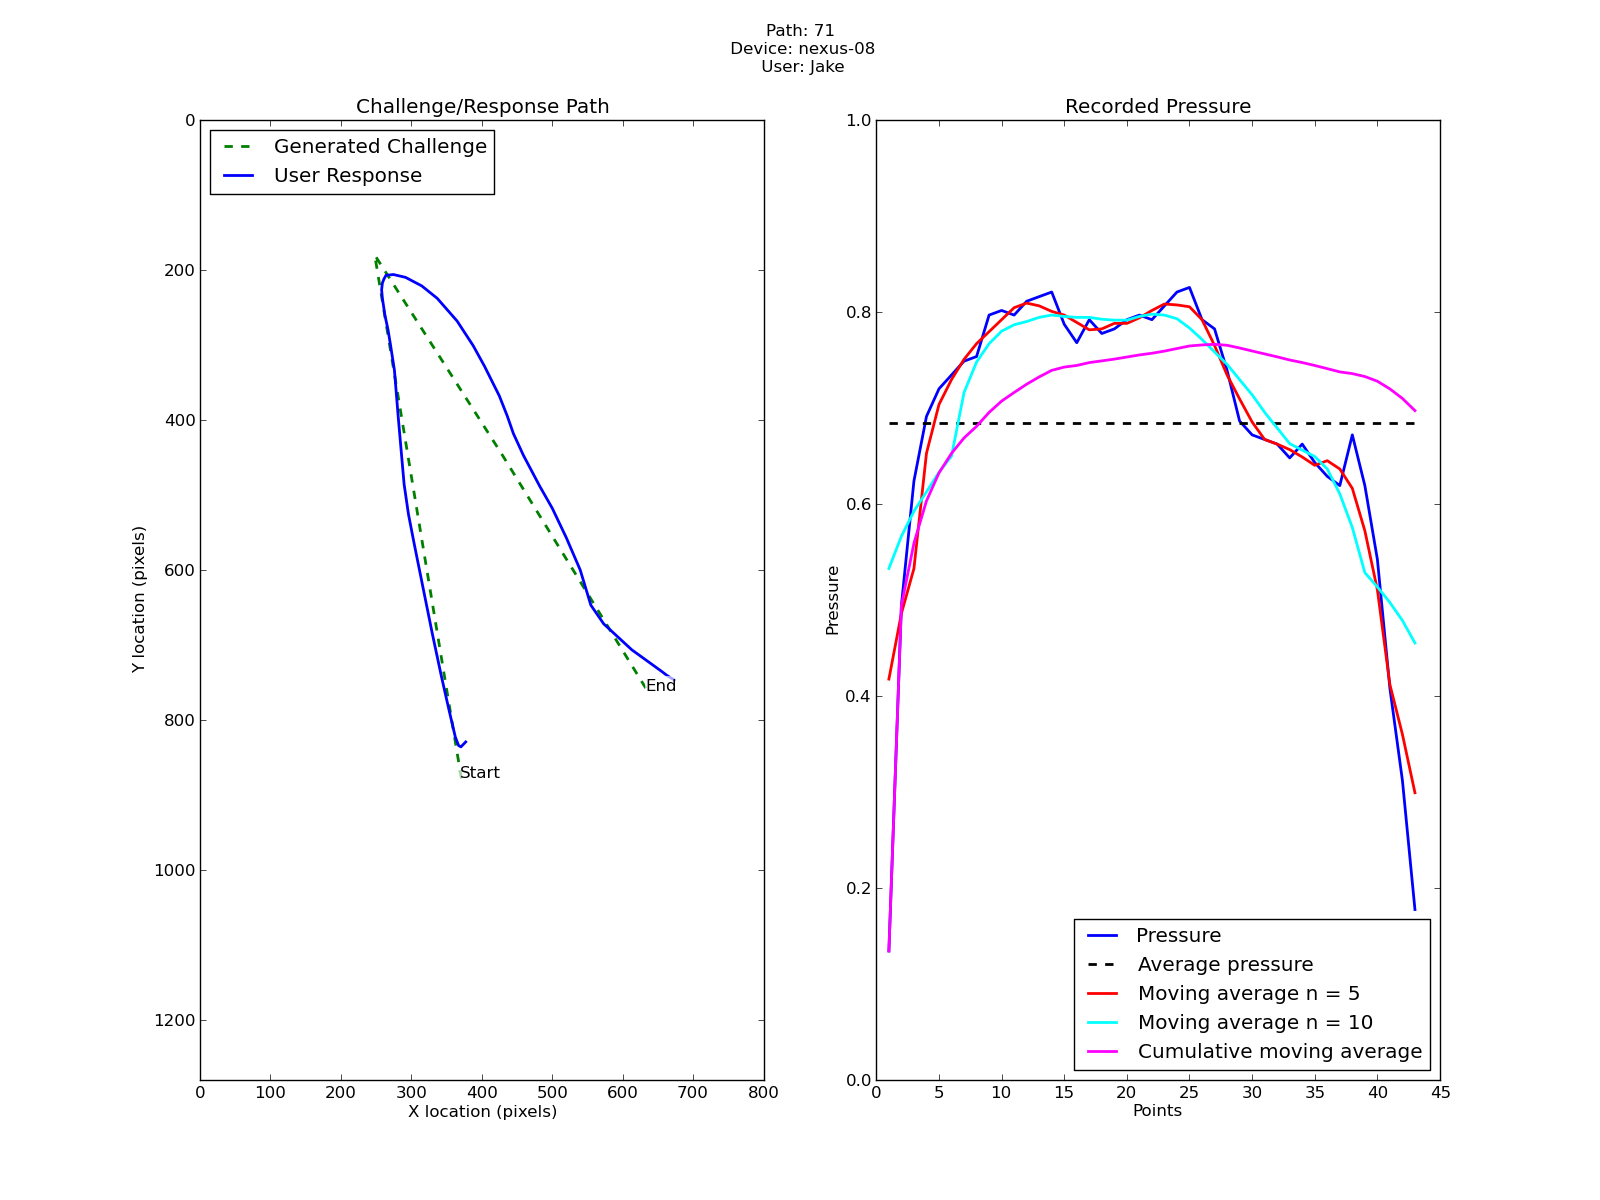 Path: 71
Device: nexus-08
User: Jake
Challenge/Response Path
Generated Challenge
User Response
0
200
400
600
800
1000
1200
Y location (pixels)
Start
End
0 100 200 300 400 500 600 700 800
X location (pixels)
Recorded Pressure
1.0
0.8
0.6
0.4
0.2
0.0
Pressure
Pressure
Average pressure
Moving average n = 5
Moving average n = 10
Cumulative moving average
0 5 10 15 20 25 30 35 40 45
Points